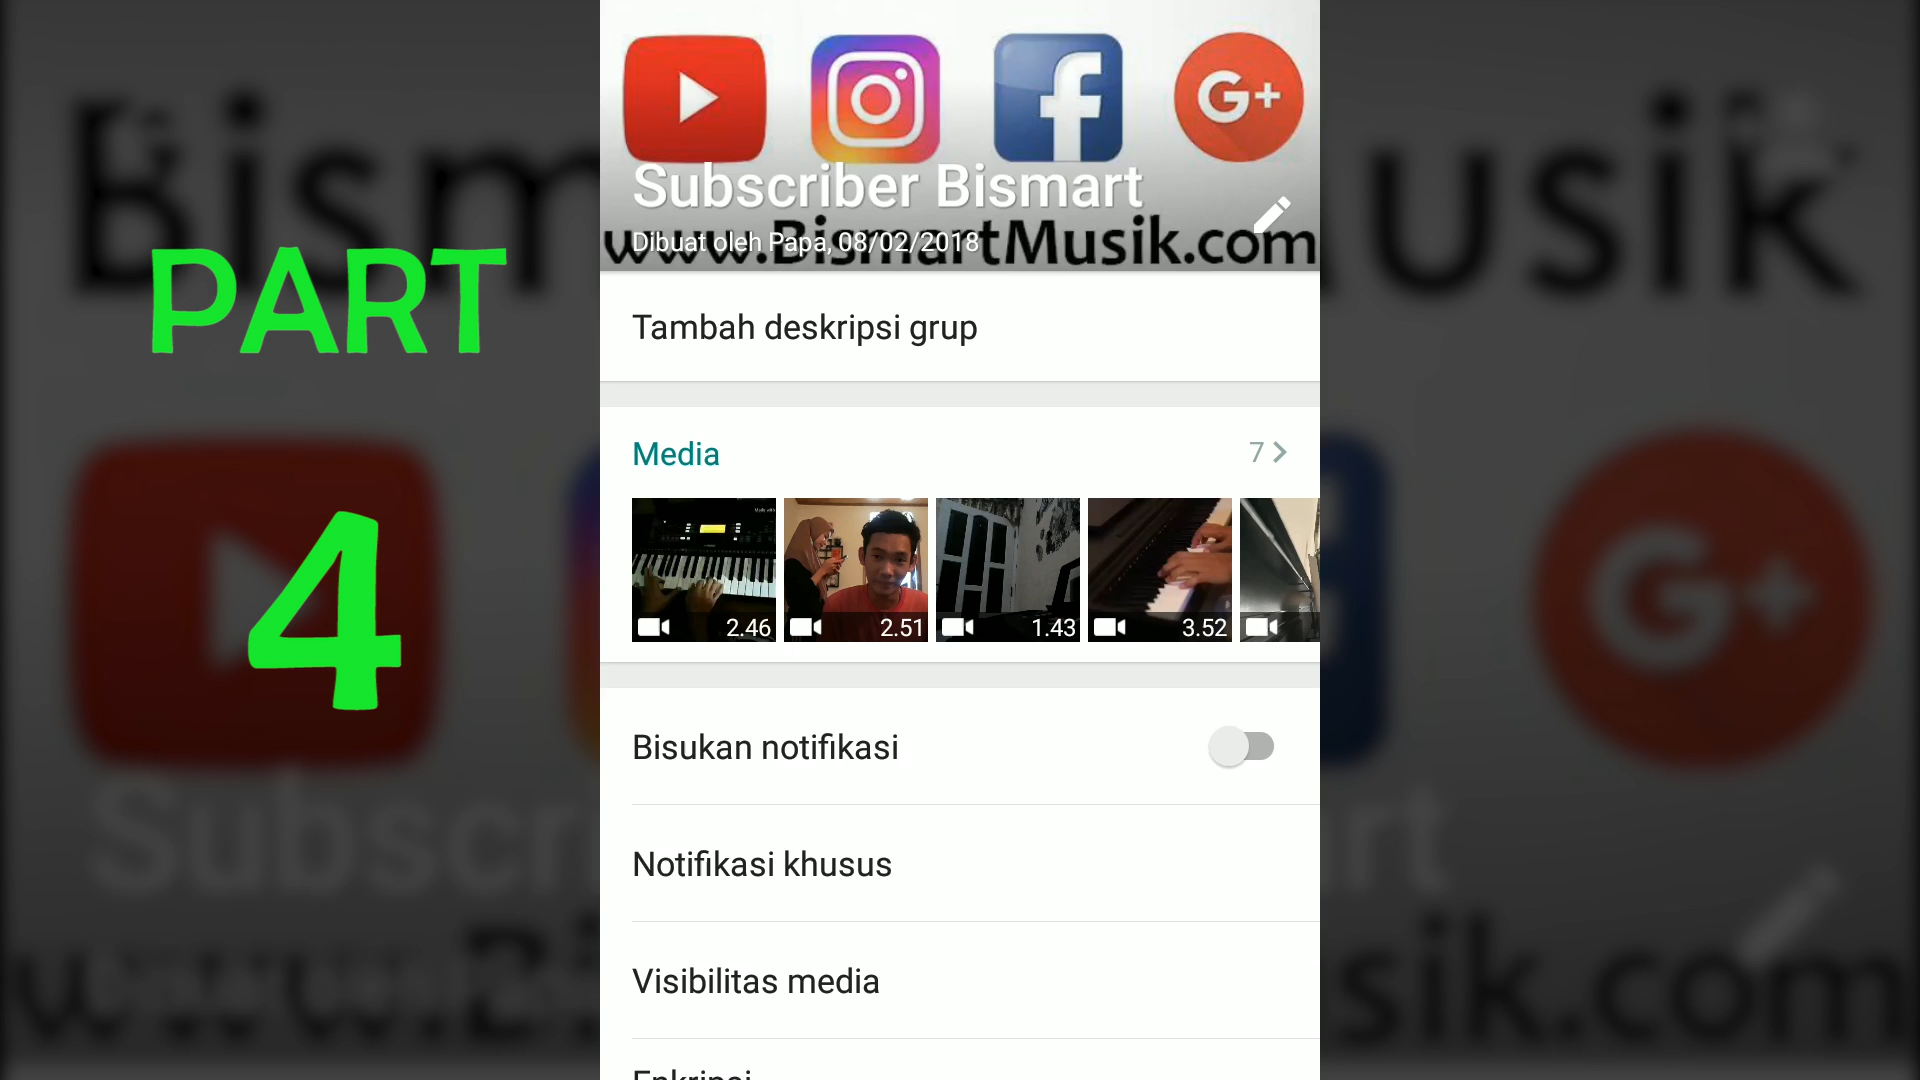 PART
4
G+
Subscriber Bismart
Dibuat oleh Papa, 08/02/2018
www.BismartMusik.com
Tambah deskripsi grup
Media
7
2.46
2.51
1.43
3.52
Bisukan notifikasi
Notifikasi khusus
Visibilitas media
Enkripsi